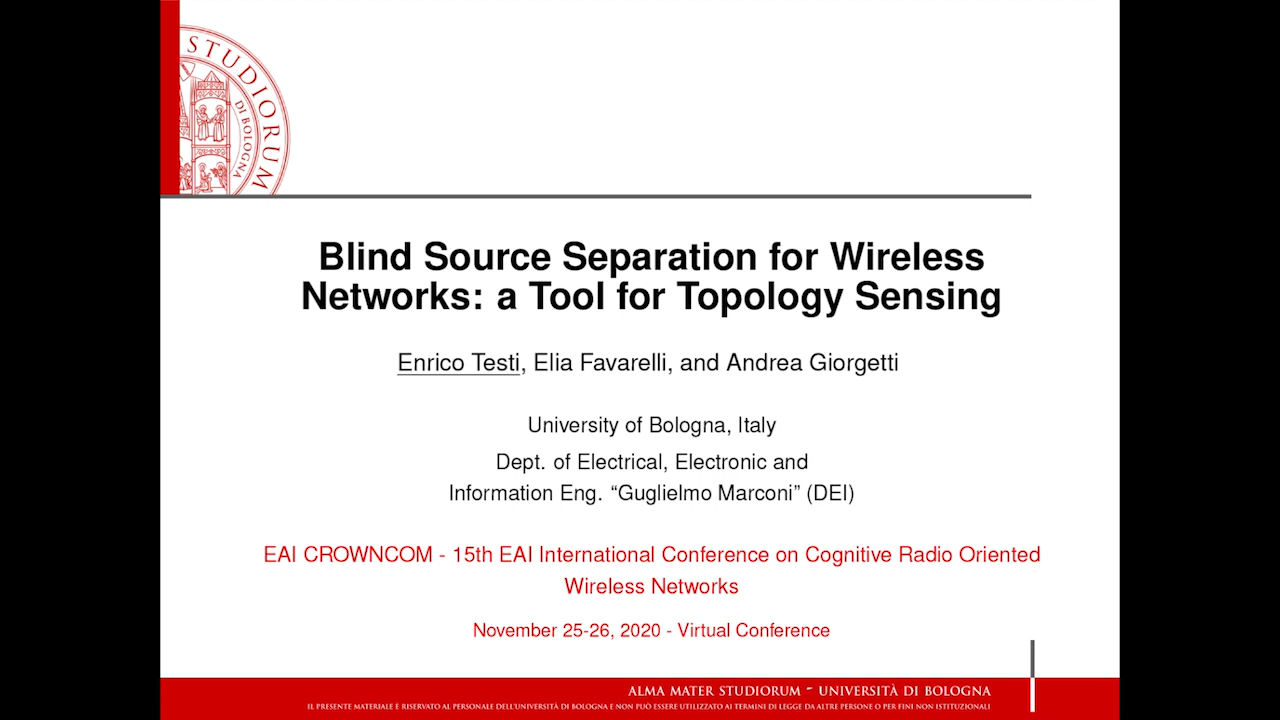 STUDIORUM
DI BOLOGNA
Blind Source Separation for Wireless
Networks: a Tool for Topology Sensing
Enrico Testi, Elia Favarelli, and Andrea Giorgetti
University of Bologna, Italy
Dept. of Electrical, Electronic and
Information Eng. “Guglielmo Marconi” (DEI)
EAI CROWNCOM - 15th EAI International Conference on Cognitive Radio Oriented
Wireless Networks
November 25-26, 2020 - Virtual Conference
ALMA MATER STUDIORUM - UNIVERSITÀ DI BOLOGNA
IL PRESENTE MATERIALE È RISERVATO AL PERSONALE DELL'UNIVERSITÀ DI BOLOGNA E NON PUÒ ESSERE UTILIZZATO AI TERMINI DI LEGGE DA ALTRE PERSONE O PER FINI NON ISTITUZIONALI